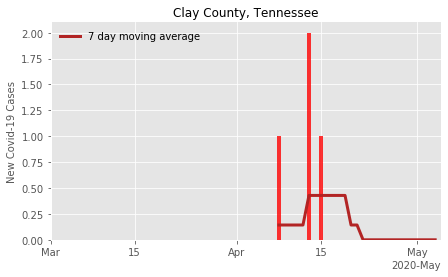 Clay County, Tennessee
7 day moving average
New Covid-19 Cases
2.00
1.75
1.50
1.25
1.00
0.75
0.50
0.25
0.00
Mar
15
Apr
15
May
2020-May